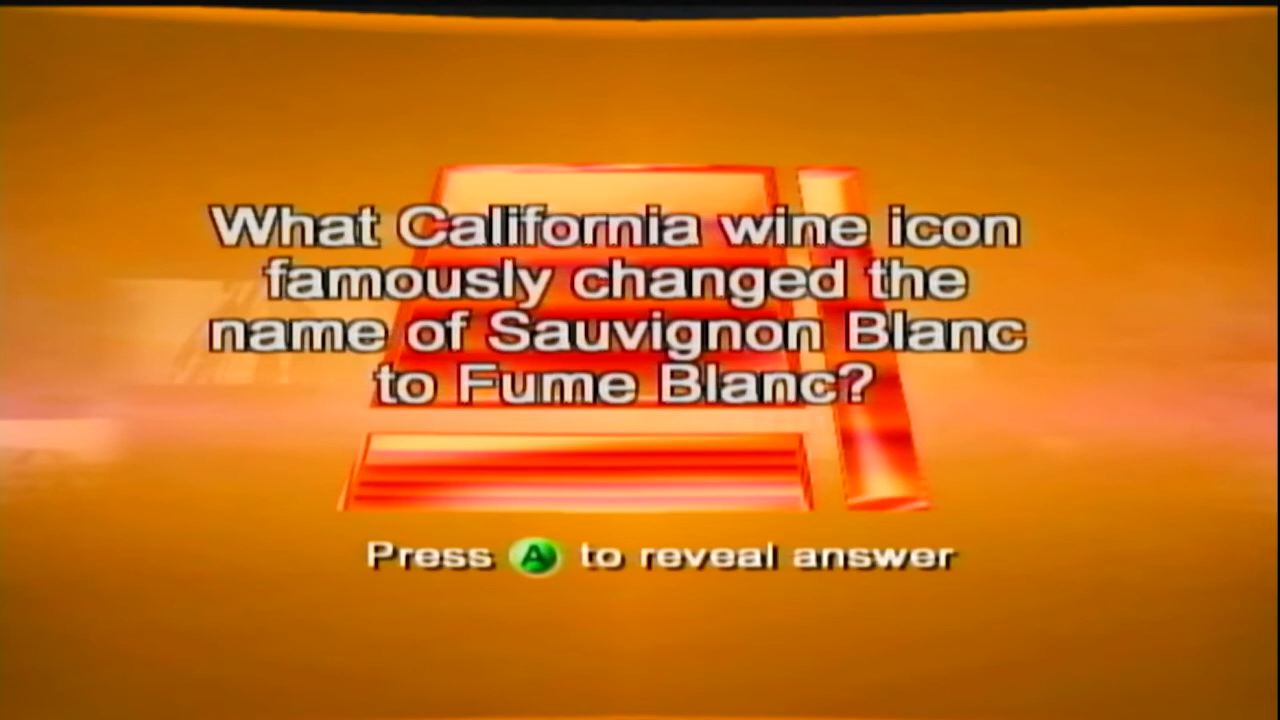 What California wine icon
famously changed the
name of Sauvignon Blanc
to Fume Blanc?
Press A to reveal answer